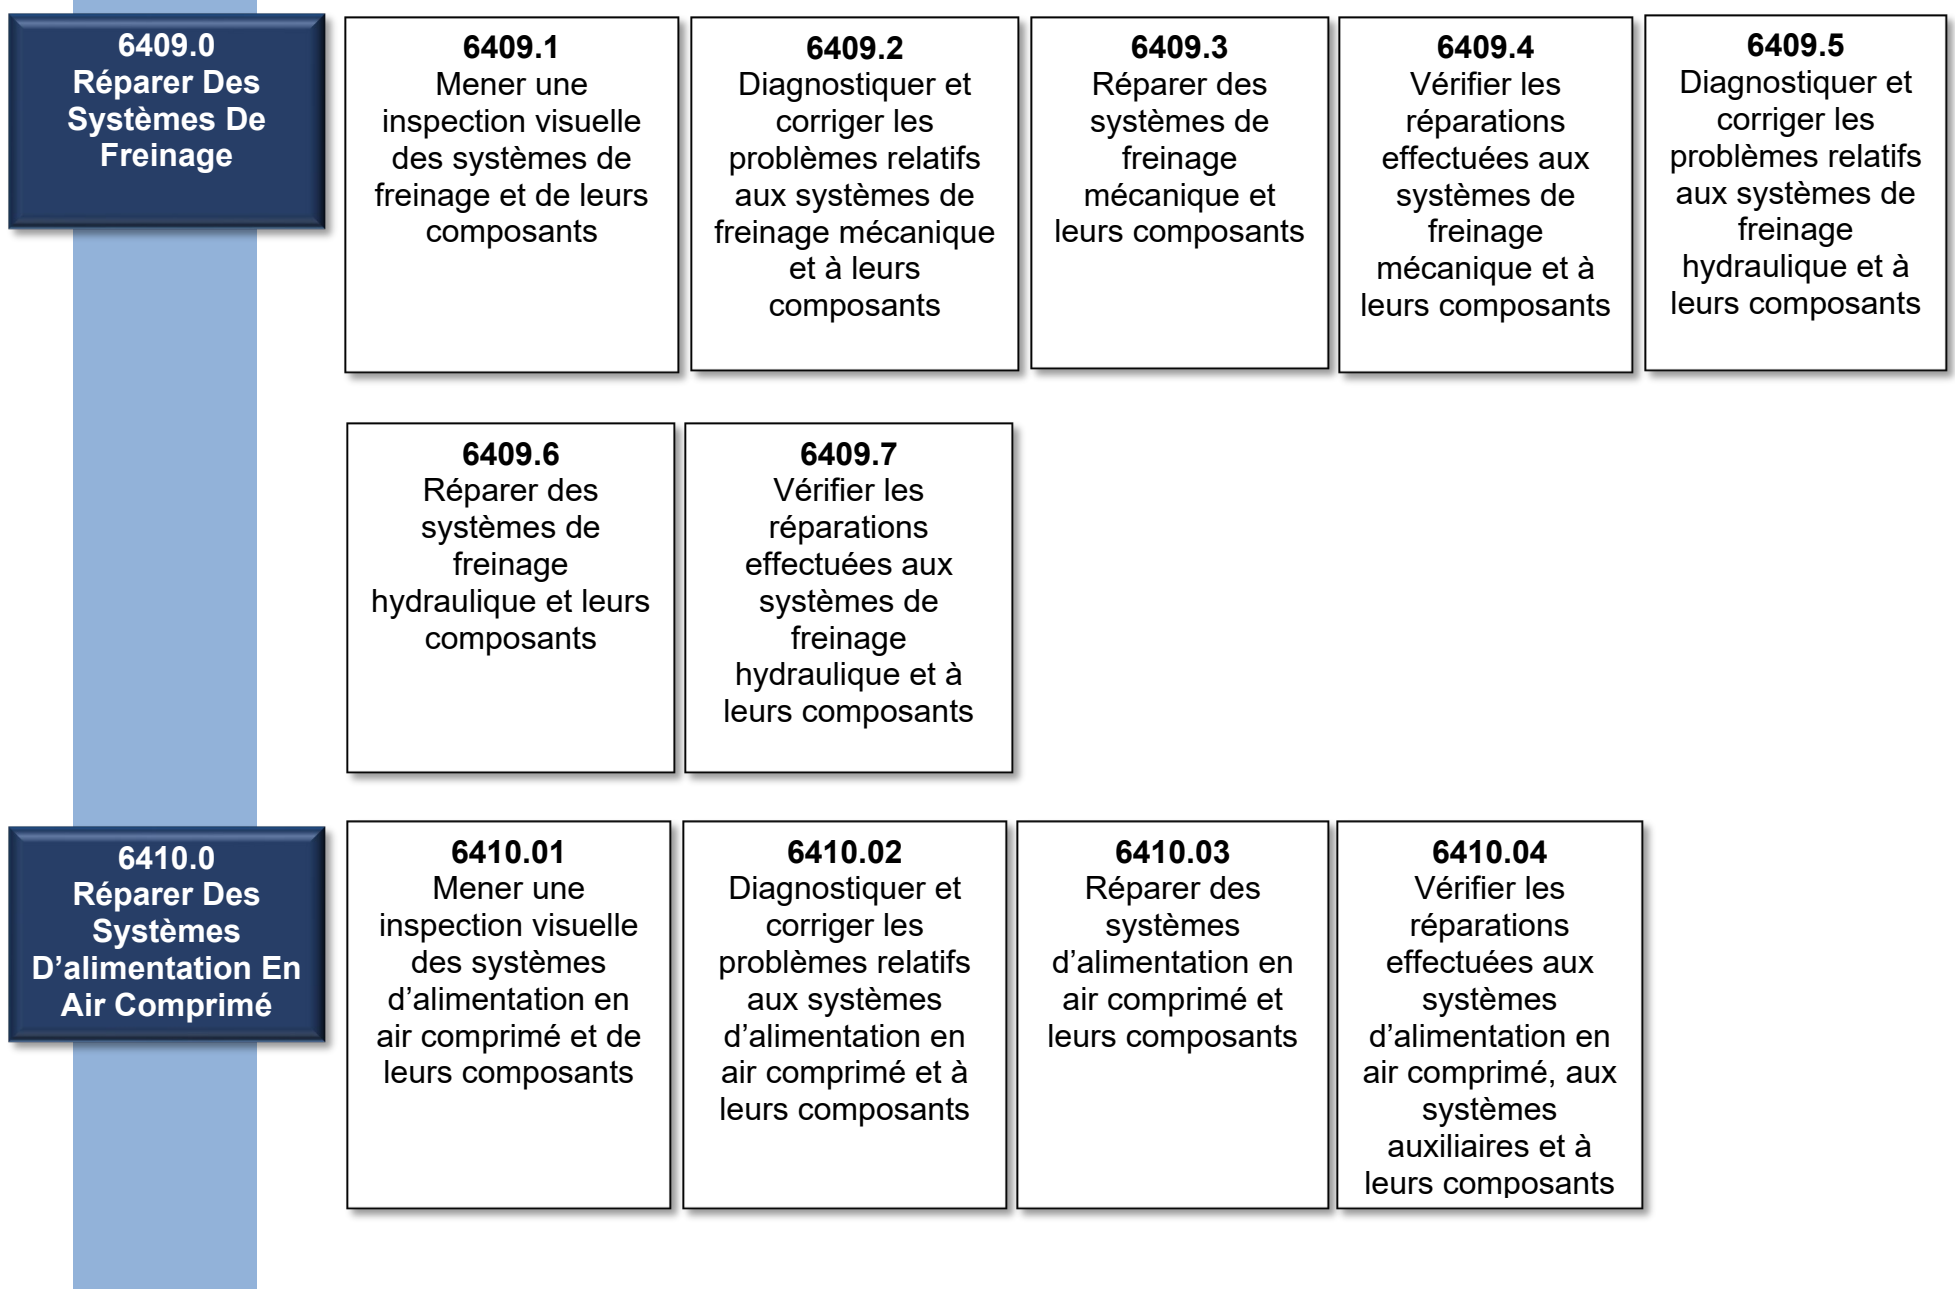 6409.0
Réparer Des
Systèmes De
Freinage
6409.1
Mener une
inspection visuelle
des systèmes de
freinage et de leurs
composants
6409.2
Diagnostiquer et
corriger les
problèmes relatifs
aux systèmes de
freinage mécanique
et à leurs
composants
6409.3
Réparer des
systèmes de
freinage
mécanique et
leurs composants
6409.4
Vérifier les
réparations
effectuées aux
systèmes de
freinage
mécanique et à
leurs composants
6409.5
Diagnostiquer et
corriger les
problèmes relatifs
aux systèmes de
freinage
hydraulique et à
leurs composants
6409.6
Réparer des
systèmes de
freinage
hydraulique et leurs
composants
6409.7
Vérifier les
réparations
effectuées aux
systèmes de
freinage
hydraulique et à
leurs composants
6410.0
Réparer Des
Systèmes
D’alimentation En
Air Comprimé
6410.01
Mener une
inspection visuelle
des systèmes
d’alimentation en
air comprimé et de
leurs composants
6410.02
Diagnostiquer et
corriger les
problèmes relatifs
aux systèmes
d’alimentation en
air comprimé et à
leurs composants
6410.03
Réparer des
systèmes
d’alimentation en
air comprimé et
leurs composants
6410.04
Vérifier les
réparations
effectuées aux
systèmes
d’alimentation en
air comprimé, aux
systèmes
auxiliaires et à
leurs composants